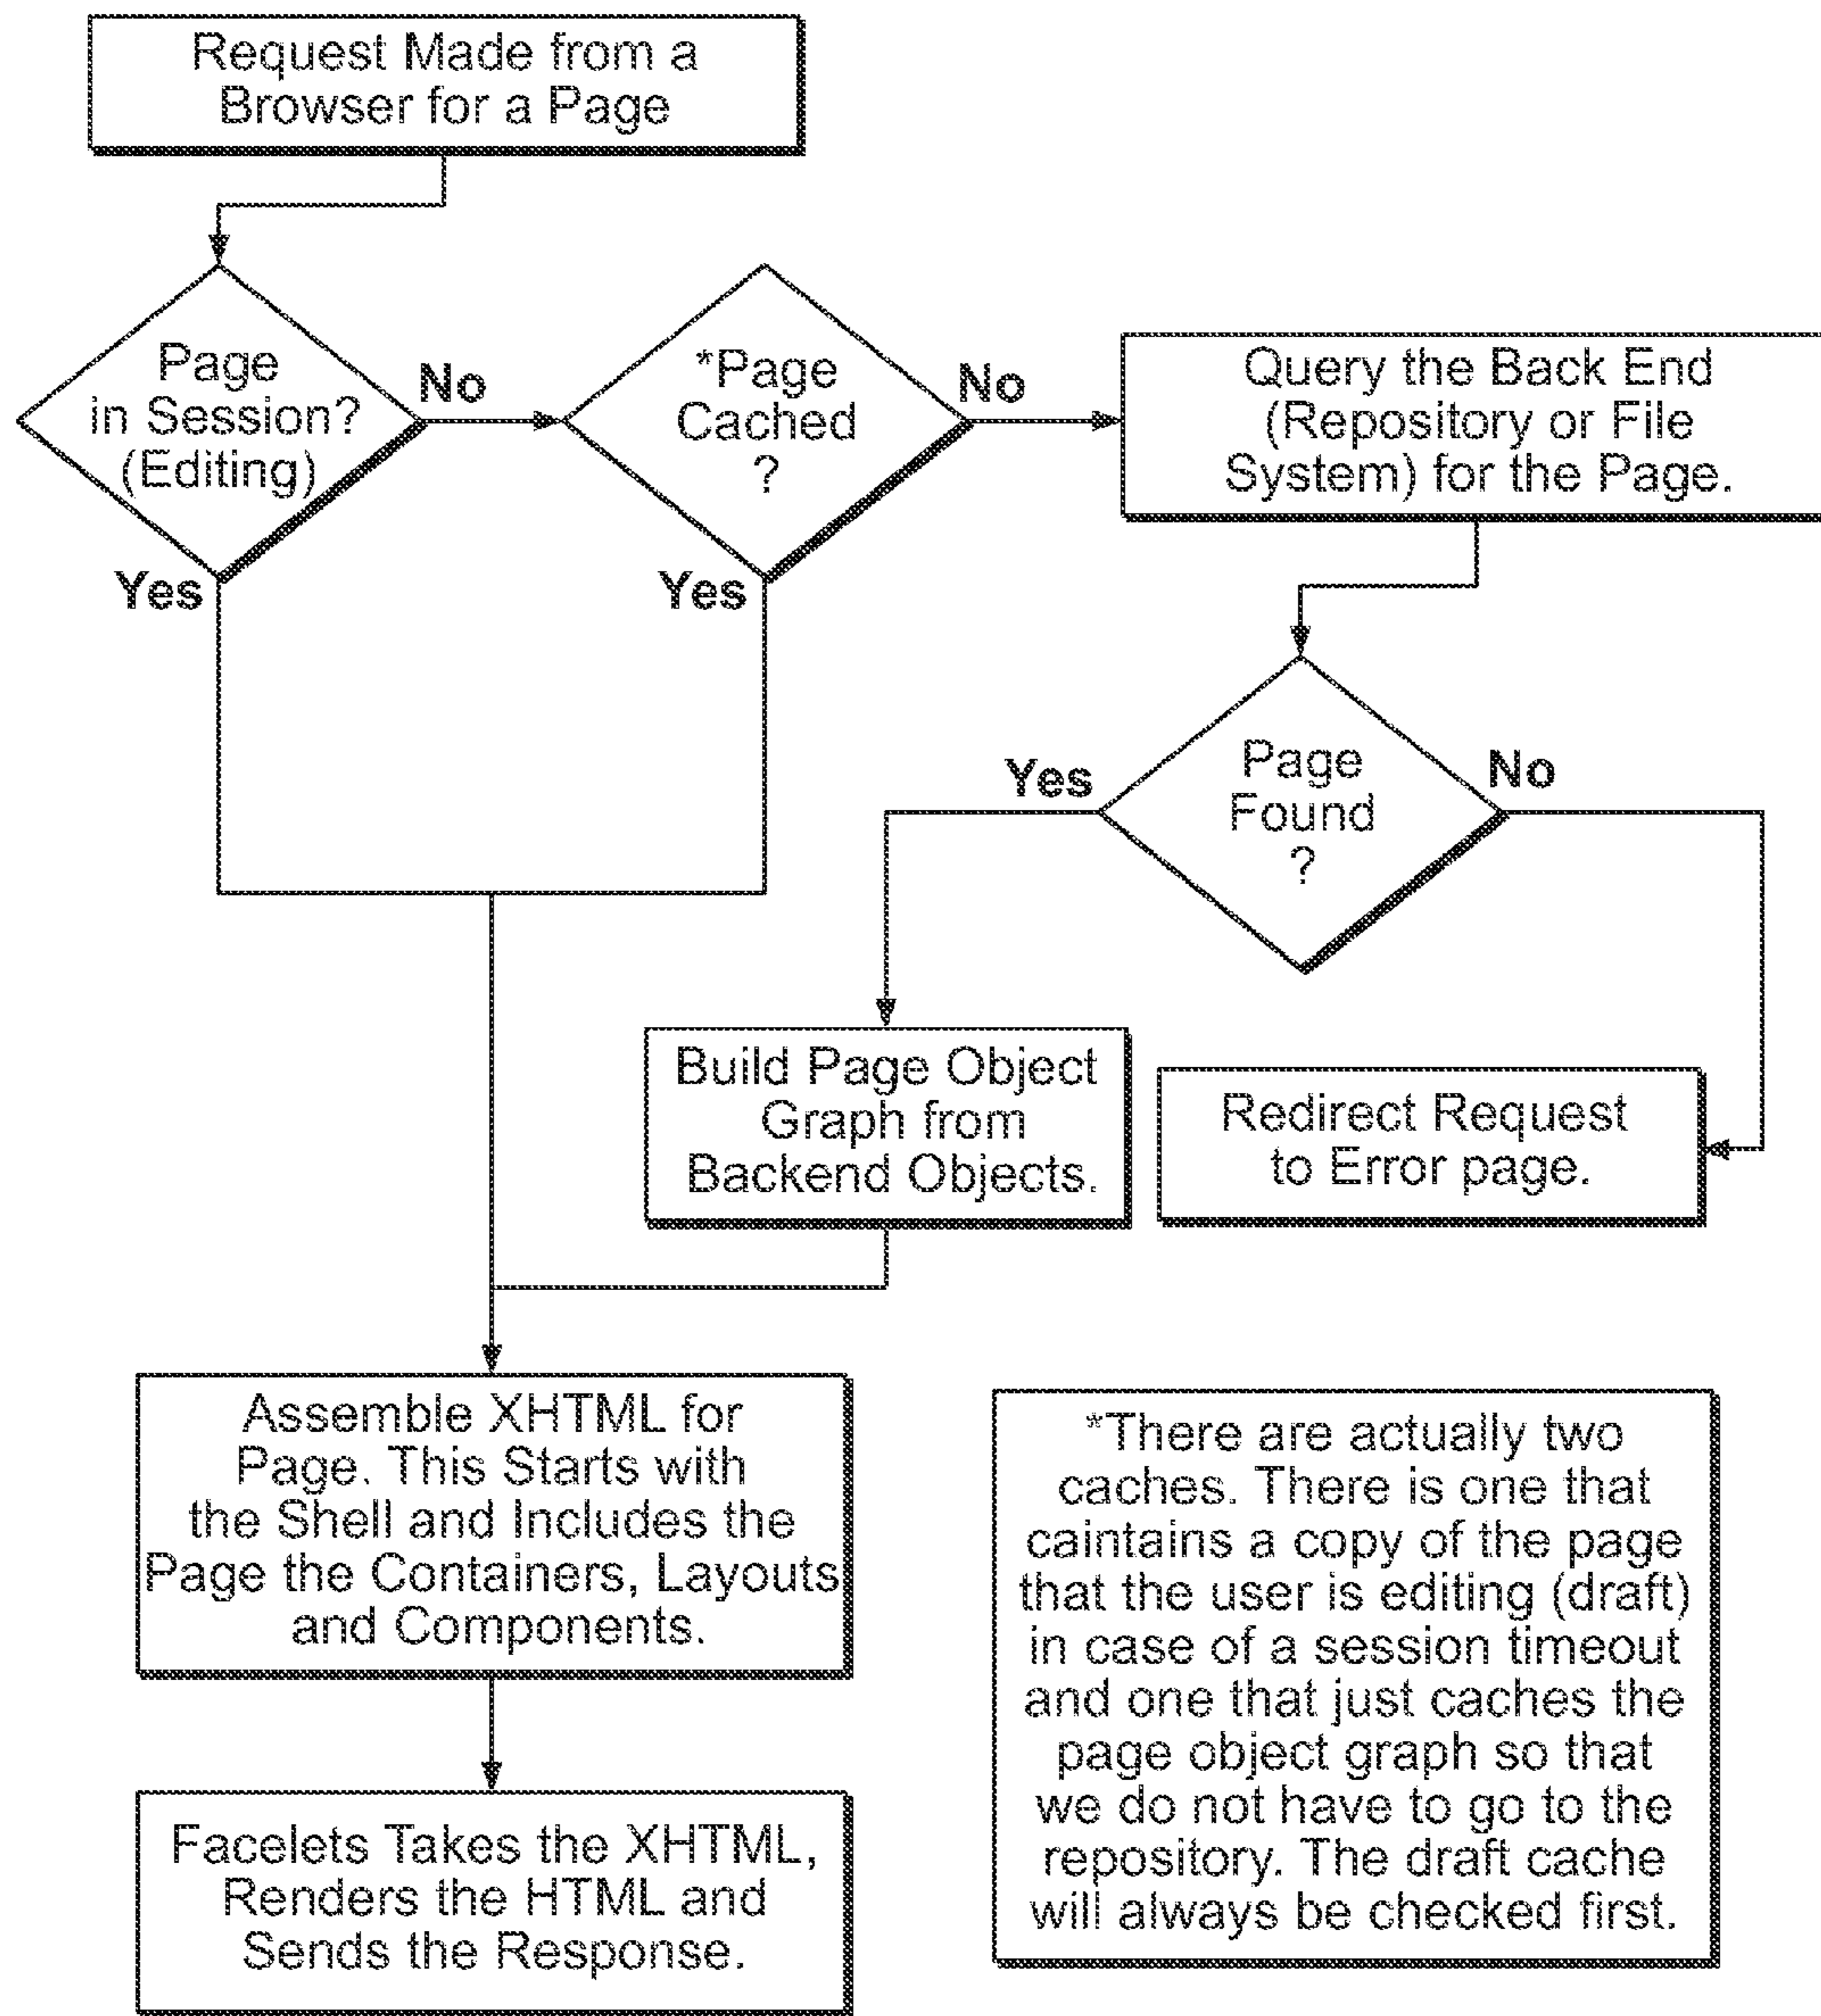 Request Made from a
Browser for a Page
Page
in Session?
(Editing)
No
Yes
*Page
Cached
?
No
Yes
Query the Back End
(Repository or File
System) for the Page.
Page
Found
?
Yes
No
Build Page Object
Graph from
Backend Objects.
Redirect Request
to Error page.
Assemble XHTML for
Page. This Starts with
the Shell and Includes the
Page the Containers, Layouts
and Components.
Facelets Takes the XHTML,
Renders the HTML and
Sends the Response.
*There are actually two
caches. There is one that
caintains a copy of the page
that the user is editing (draft)
in case of a session timeout
and one that just caches the
page object graph so that
we do not have to go to the
repository. The draft cache
will always be checked first.